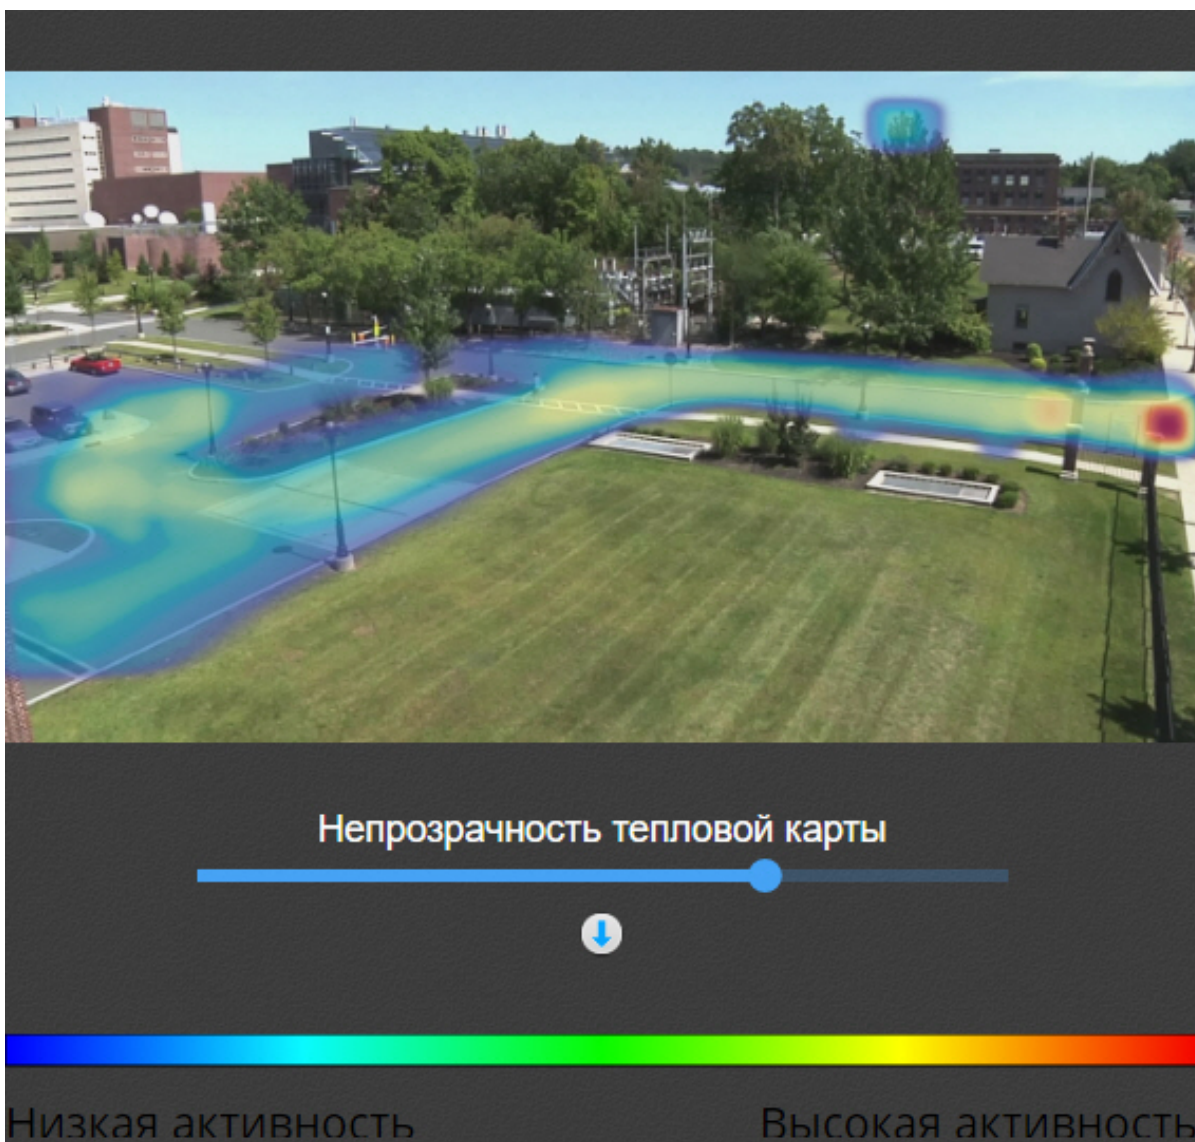 Непрозрачность тепловой карты
Низкая активность
Высокая активность